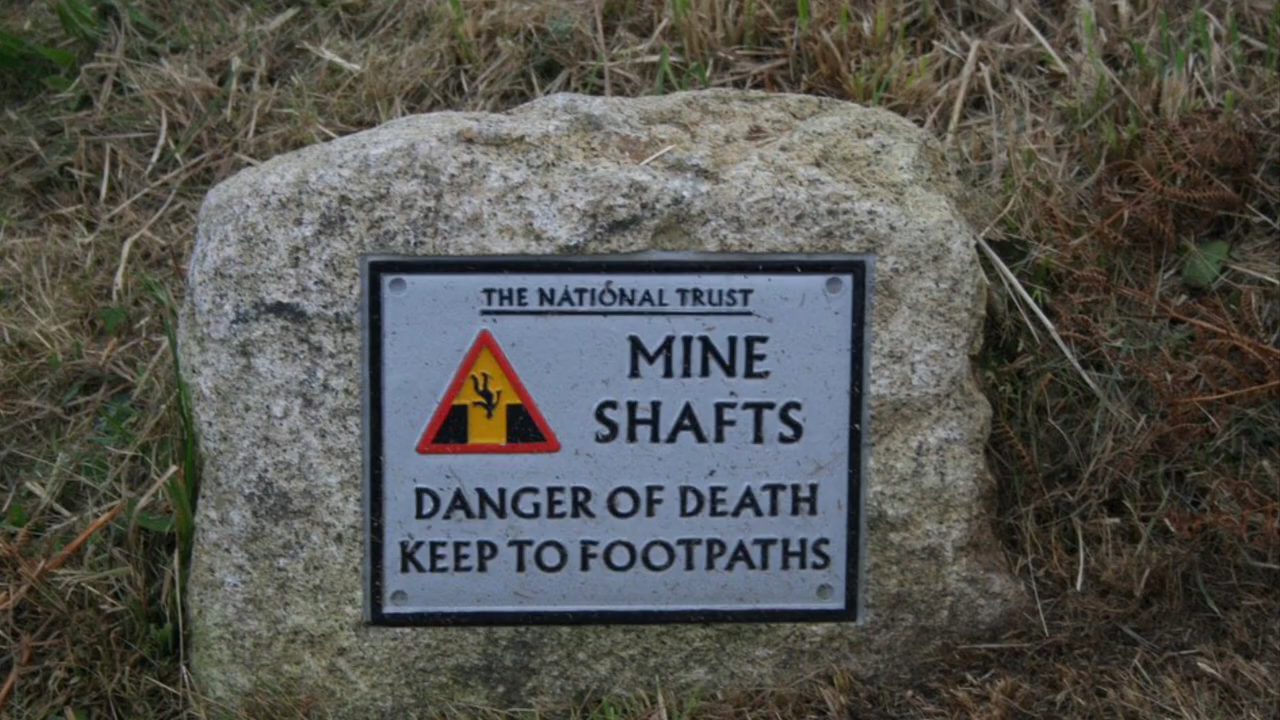 THE NATIONAL TRUST
MINE
SHAFTS
DANGER OF DEATH
KEEP TO FOOTPATHS